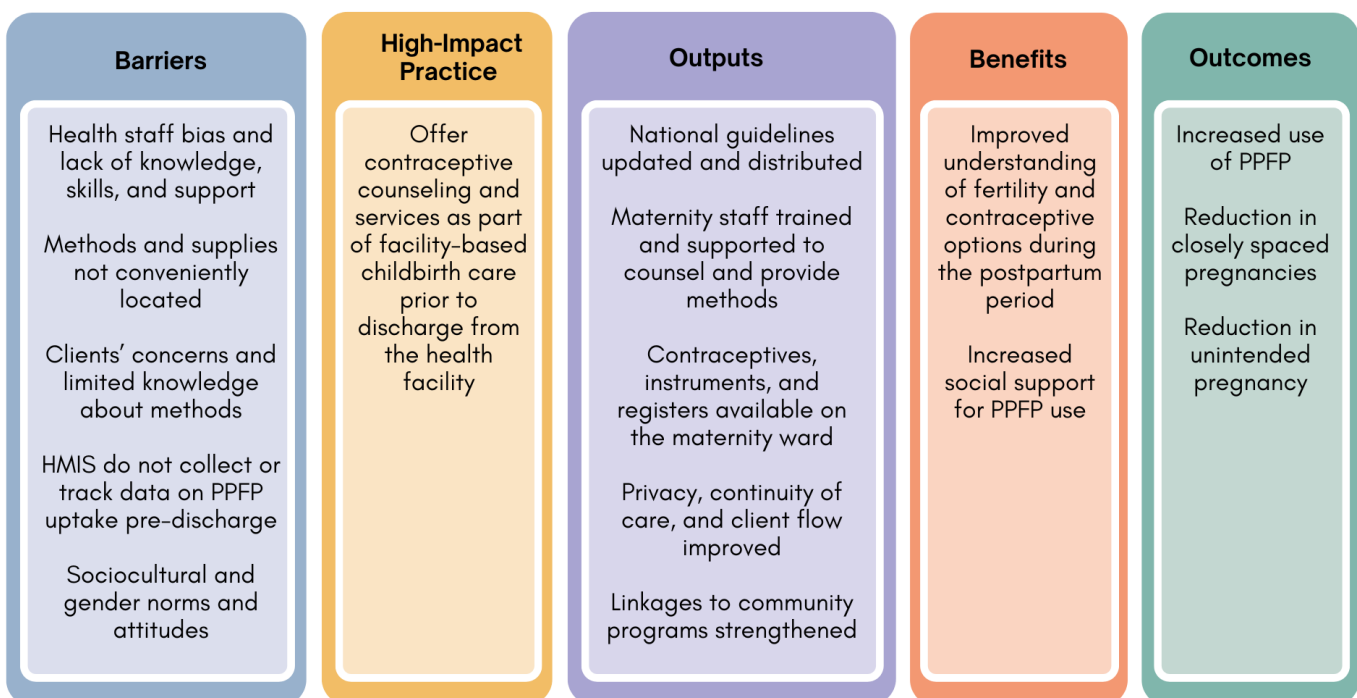 Barriers
Health staff bias and
lack of knowledge,
skills, and support
Methods and supplies
not conveniently
located
Clients’ concerns and
limited knowledge
about methods
HMIS do not collect or
track data on PPFP
uptake pre-discharge
Sociocultural and
gender norms and
attitudes
High-Impact
Practice
Offer
contraceptive
counseling and
services as part
of facility-based
childbirth care
prior to
discharge from
the health
facility
Outputs
National guidelines
updated and distributed
Maternity staff trained
and supported to
counsel and provide
methods
Contraceptives,
instruments, and
registers available on
the maternity ward
Privacy, continuity of
care, and client flow
improved
Linkages to community
programs strengthened
Benefits
Improved
understanding
of fertility and
contraceptive
options during
the postpartum
period
Increased
social support
for PPFP use
Outcomes
Increased use
of PPFP
Reduction in
closely spaced
pregnancies
Reduction in
unintended
pregnancy